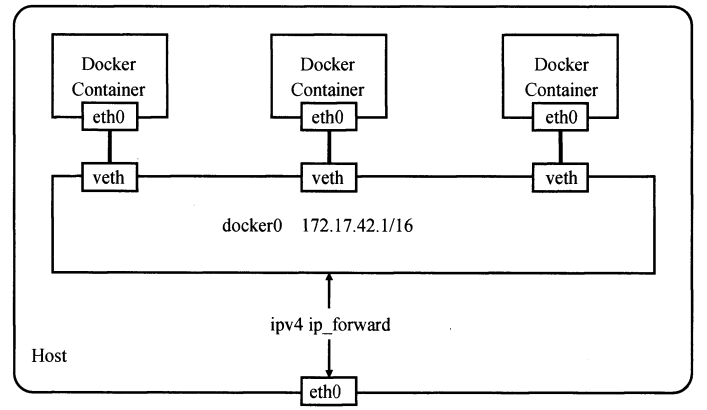 Docker
Container
eth0
Docker
Container
eth0
Docker
Container
eth0
veth
veth
veth
docker0 172.17.42.1/16
ipv4 ip_forward
Host
eth0